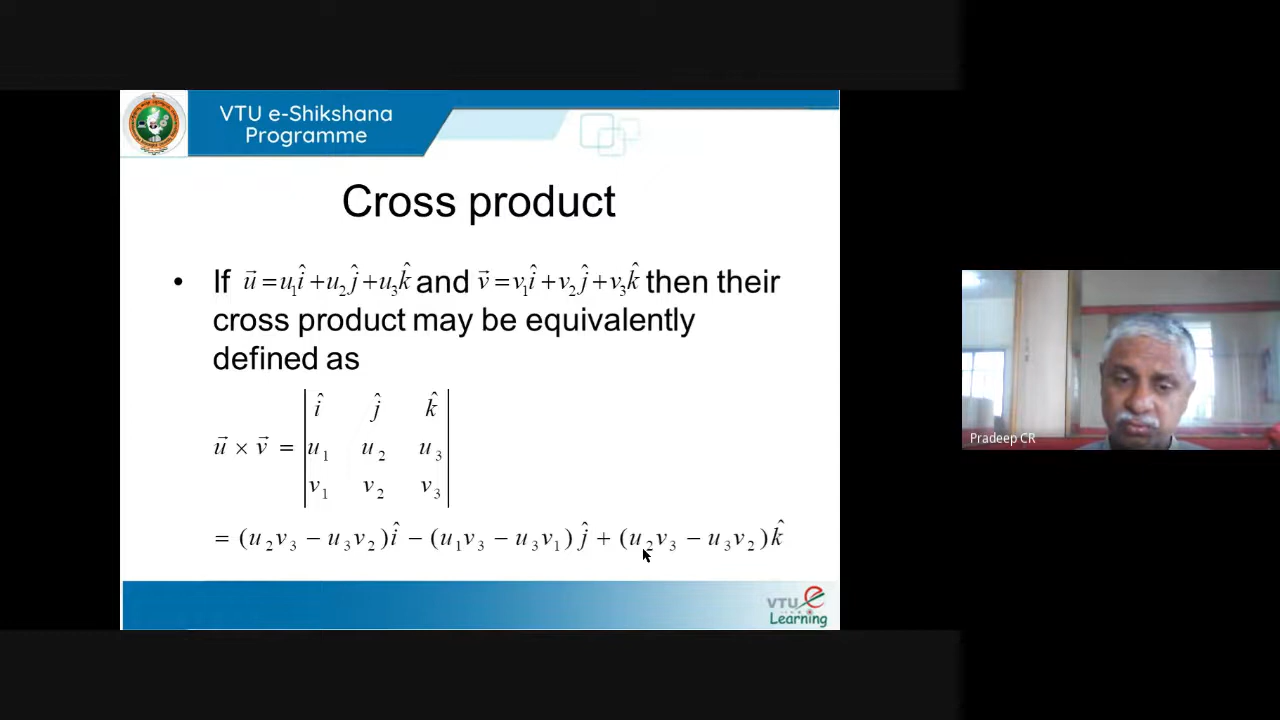 VTU e-Shikshana
Programme
Cross product
• If u⃗ = u₁î + u₂ĵ + u₃k̂ and v⃗ = v₁î + v₂ĵ + v₃k̂ then their
cross product may be equivalently
defined as
î ĵ k̂
u⃗ × v⃗ = | u₁ u₂ u₃ |
v₁ v₂ v₃
= (u₂v₃ − u₃v₂)î − (u₁v₃ − u₃v₁)ĵ + (u₂v₃ − u₃v₂)k̂
Pradeep CR
VTU e
Learning